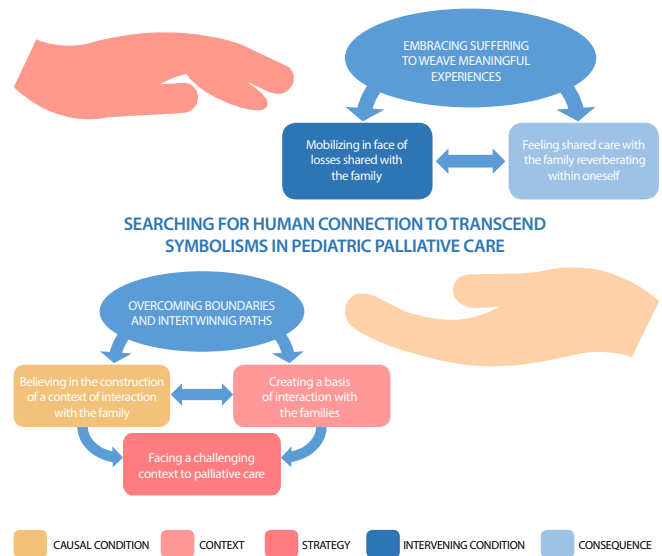 EMBRACING SUFFERING
TO WEAVE MEANINGFUL
EXPERIENCES
Mobilizing in face of
losses shared with
the family
Feeling shared care with
the family reverberating
within oneself
SEARCHING FOR HUMAN CONNECTION TO TRANSCEND
SYMBOLISMS IN PEDIATRIC PALLIATIVE CARE
OVERCOMING BOUNDARIES
AND INTERTWINNIG PATHS
Believing in the construction
of a context of interaction
with the family
Creating a basis
of interaction with
the families
Facing a challenging
context to palliative care
CAUSAL CONDITION
CONTEXT
STRATEGY
INTERVENING CONDITION
CONSEQUENCE